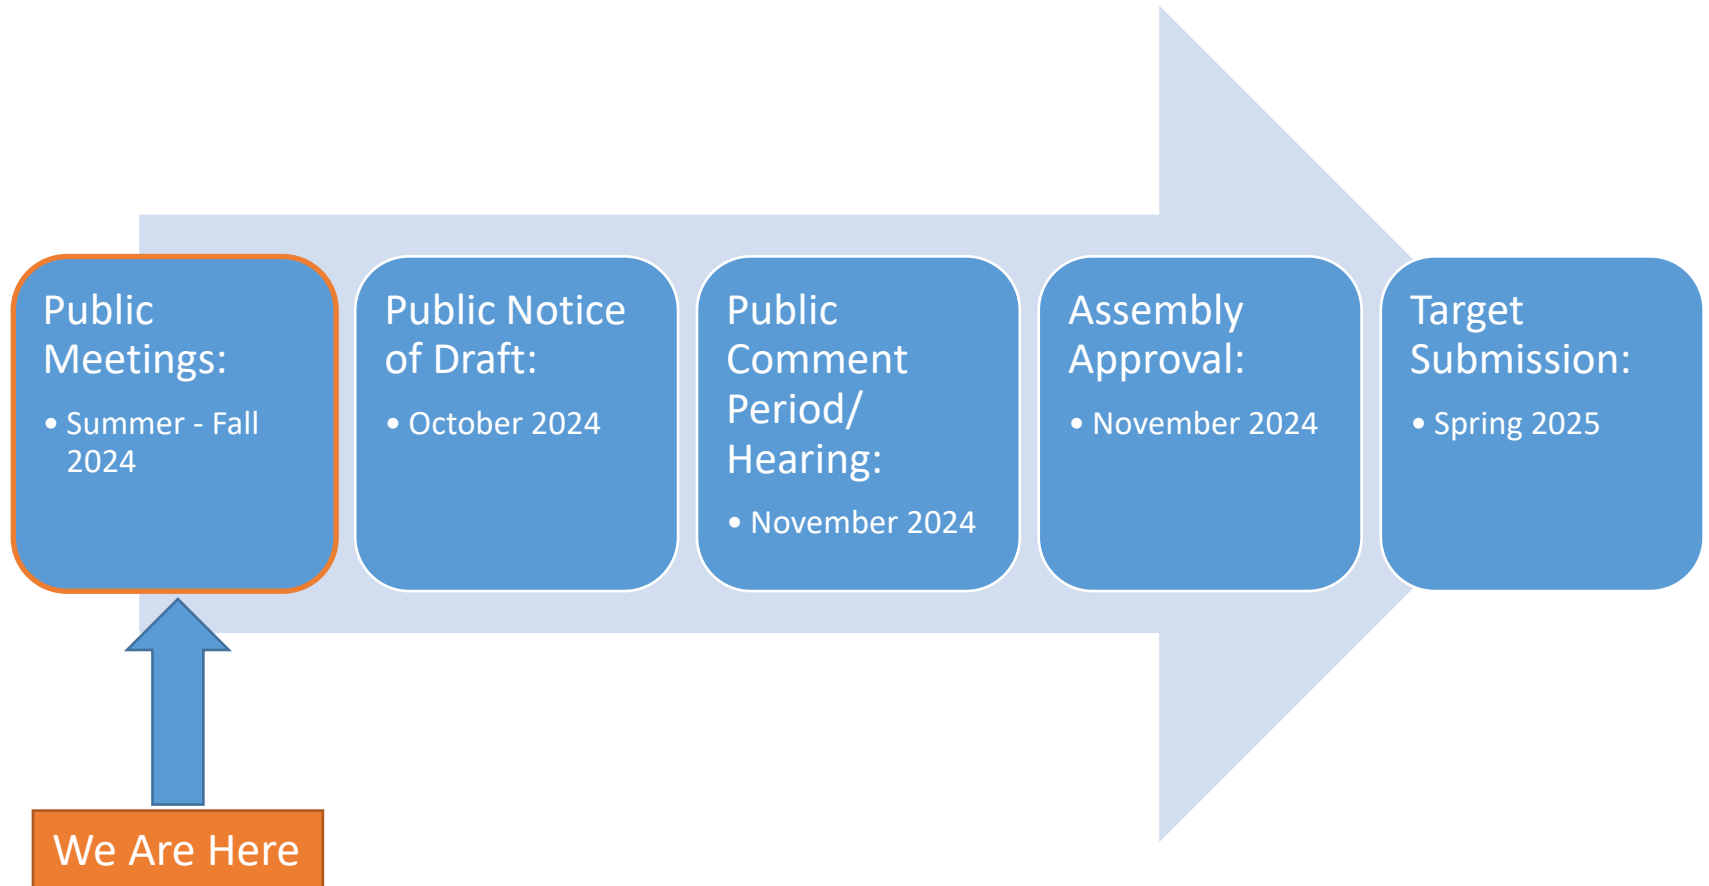 Public
Meetings:
• Summer - Fall
2024
Public Notice
of Draft:
• October 2024
Public
Comment
Period/
Hearing:
• November 2024
Assembly
Approval:
• November 2024
Target
Submission:
• Spring 2025
We Are Here